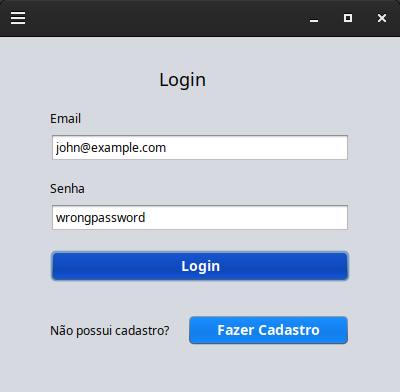 Login
Email
john@example.com
Senha
wrongpassword
Login
Não possui cadastro? Fazer Cadastro